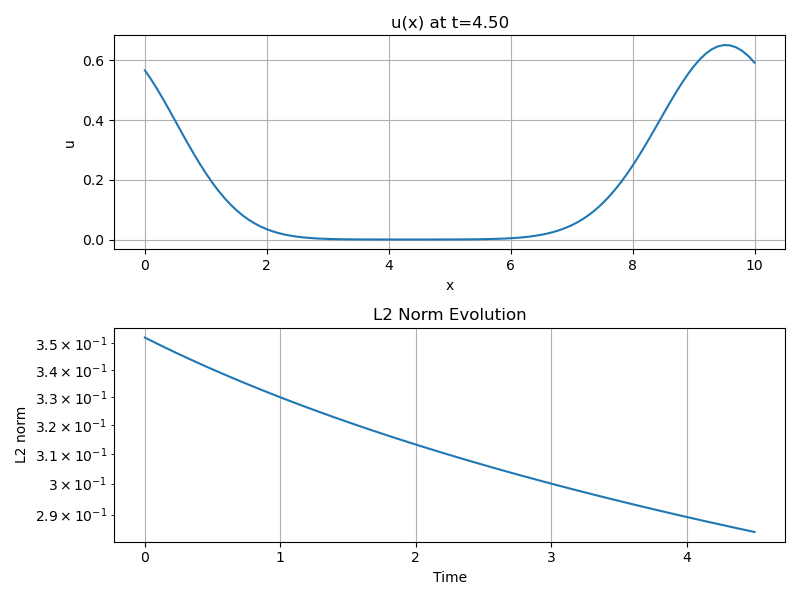 u(x) at t=4.50
0.6
0.4
0.2
0.0
u
0 2 4 6 8 10
x
L2 Norm Evolution
3.5 × 10⁻¹
3.4 × 10⁻¹
3.3 × 10⁻¹
3.2 × 10⁻¹
3.1 × 10⁻¹
3 × 10⁻¹
2.9 × 10⁻¹
L2 norm
0 1 2 3 4
Time